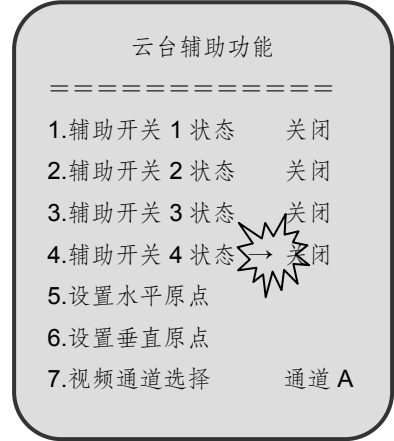 云台辅助功能
============
1.辅助开关 1 状态 关闭
2.辅助开关 2 状态 关闭
3.辅助开关 3 状态 关闭
4.辅助开关 4 状态 → 关闭
5.设置水平原点
6.设置垂直原点
7.视频通道选择 通道 A